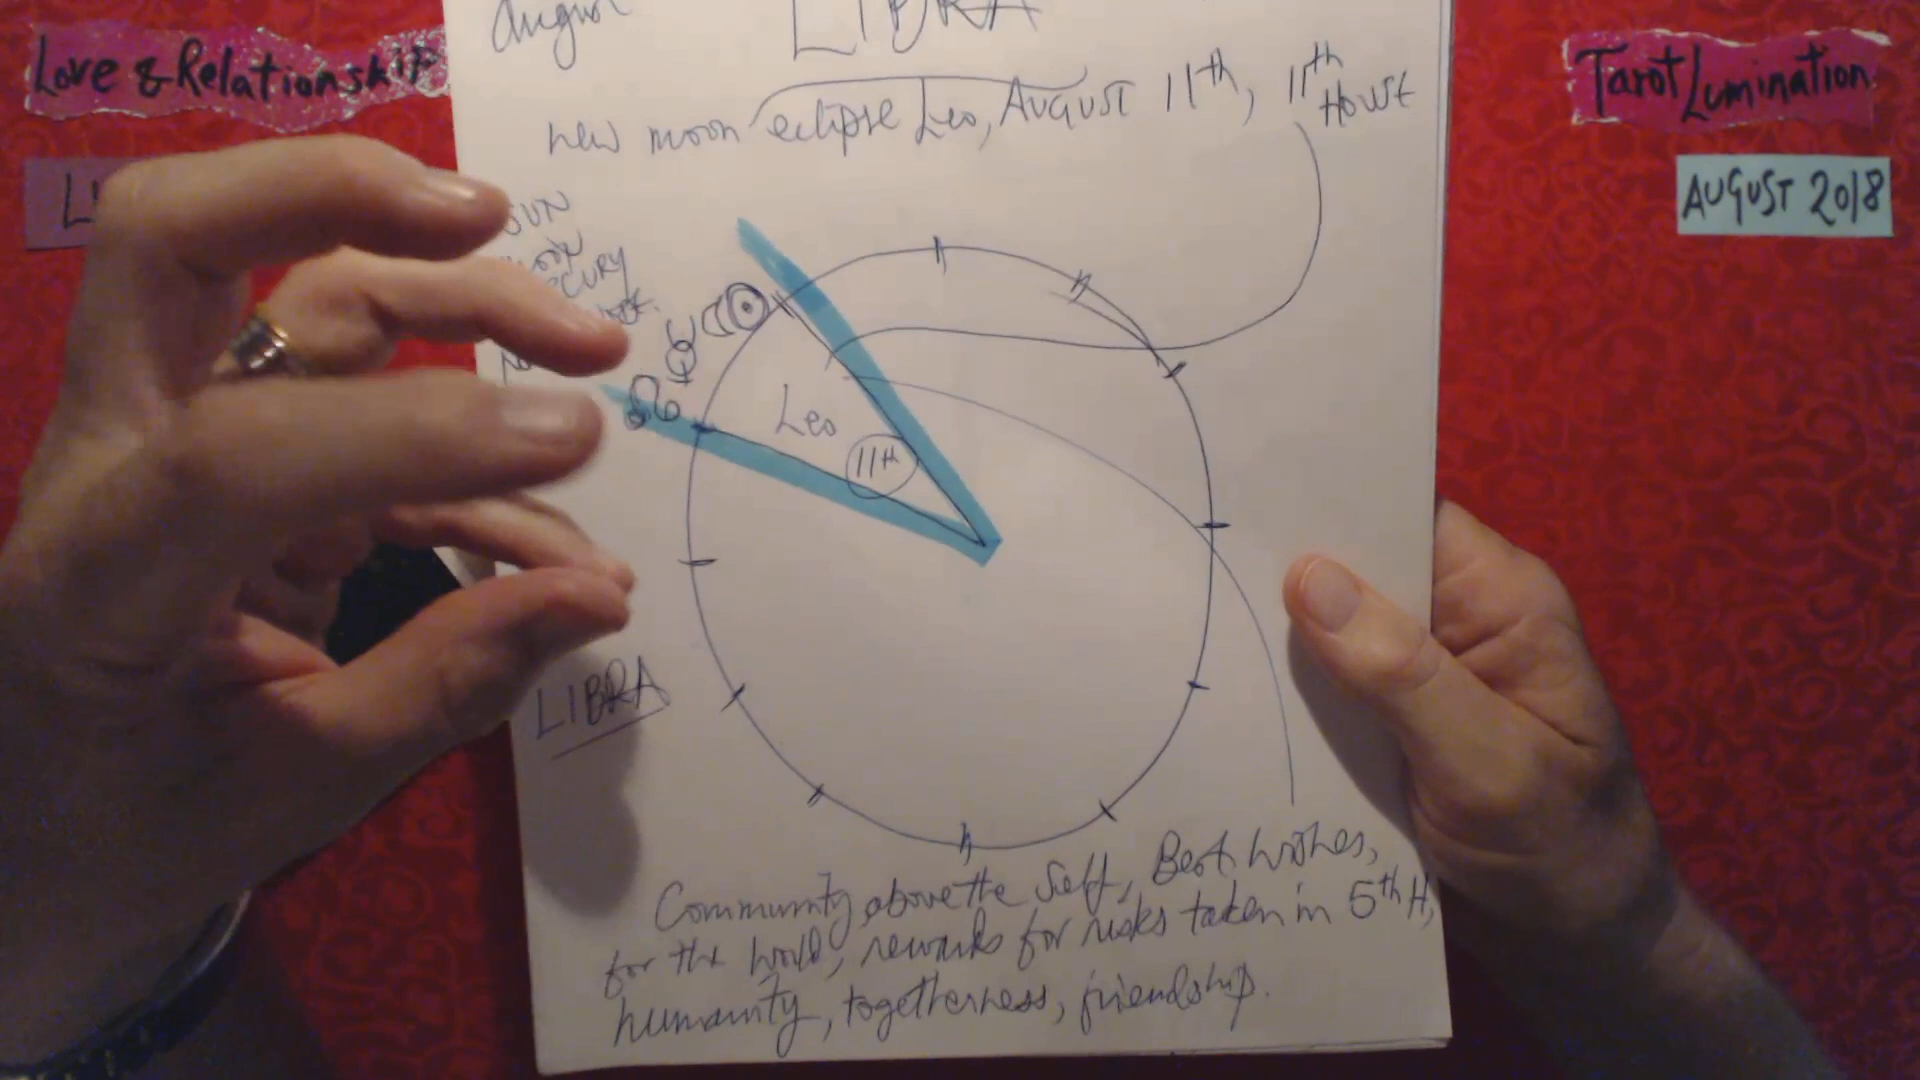 Love & Relationship
Tarot Lumination
AUGUST 2018
August
LIBRA
new moon eclipse Leo, AUGUST 11th, 11th HOUSE
SUN
Leo
11th
LIBRA
Community above the Self, Best wishes,
for the world, rewards for risks taken in 5th H,
humanity, togetherness, friendship.